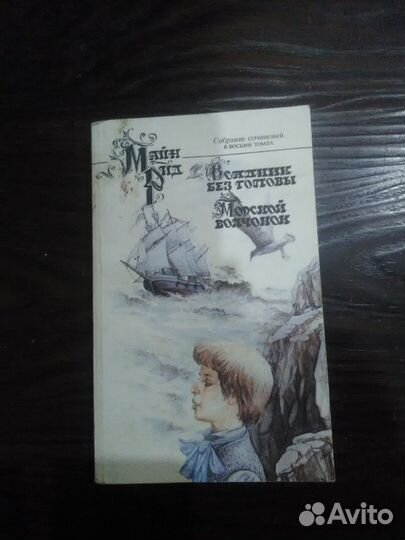 Майн
Рид
Собрание сочинений
в восьми томах
Всадник
без головы
Морской
волчонок
Avito